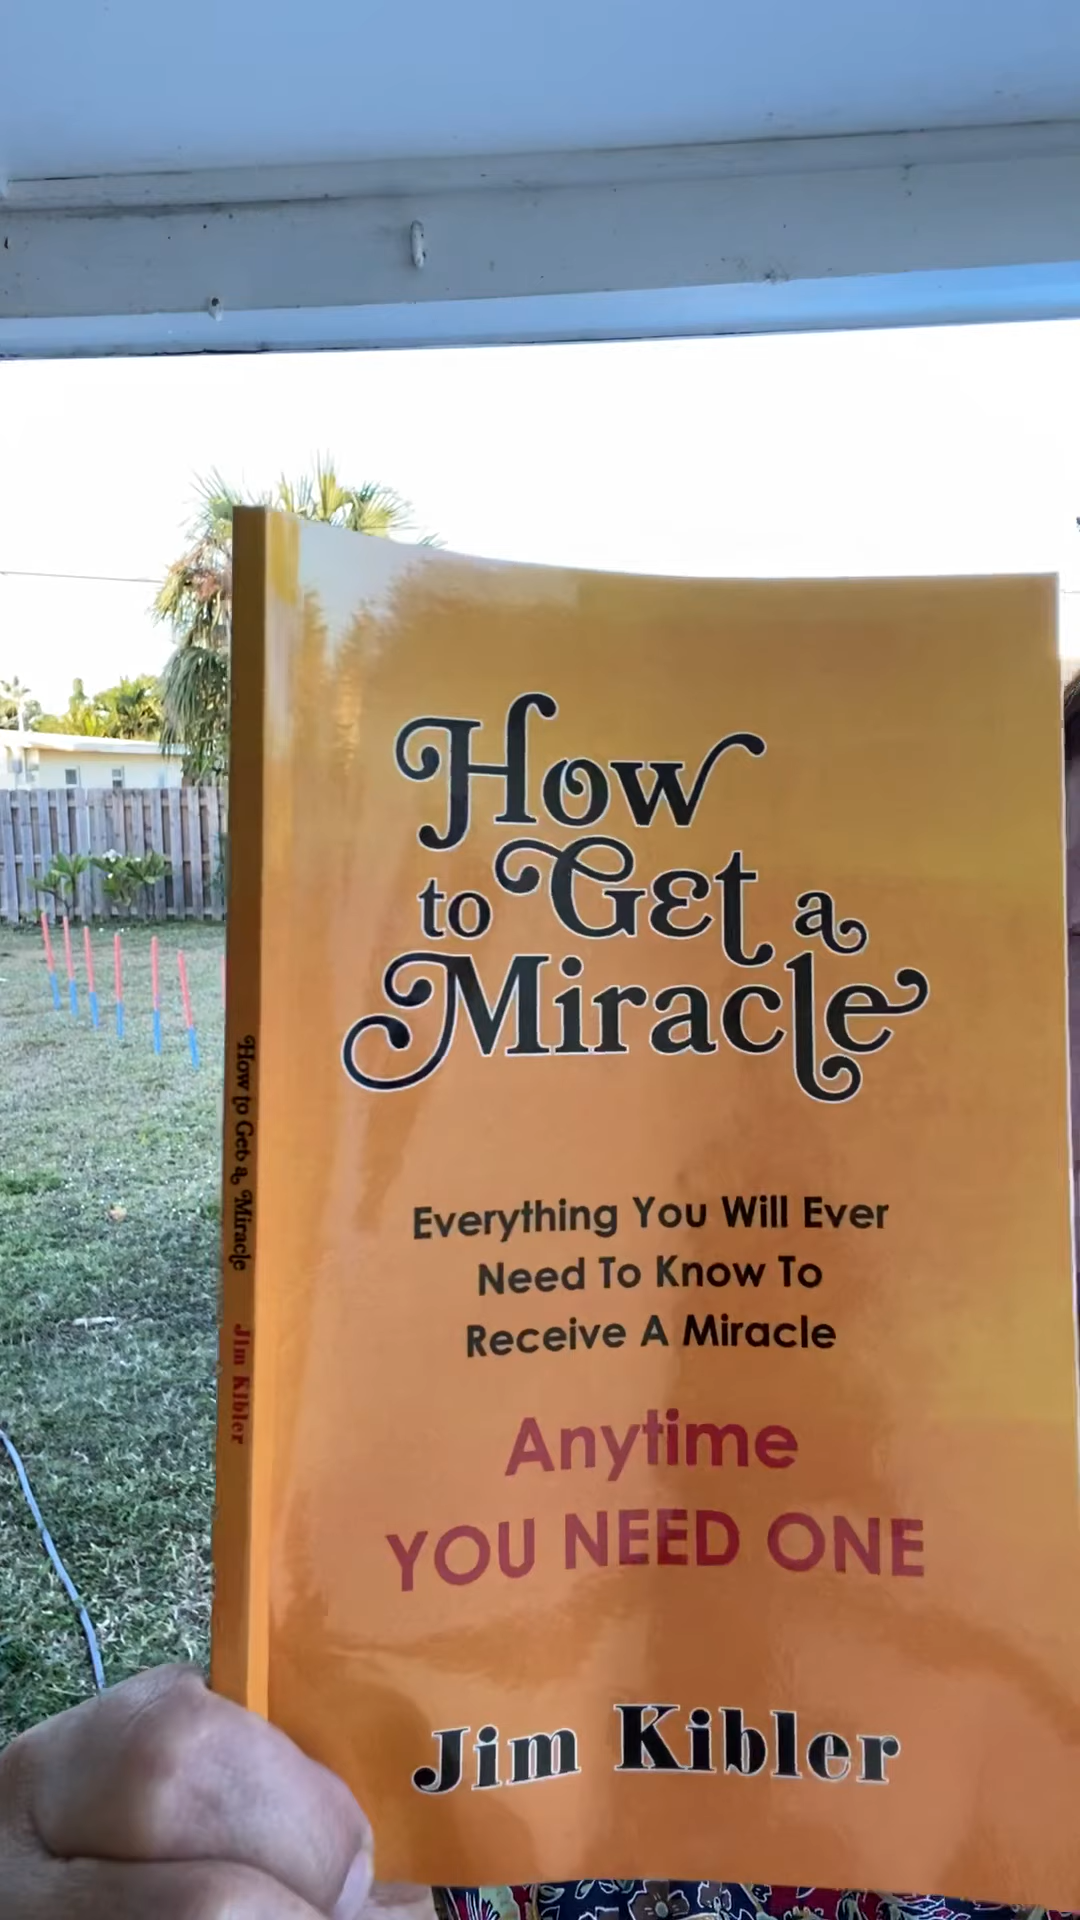 How
to Get a
Miracle
Everything You Will Ever
Need To Know To
Receive A Miracle
Anytime
YOU NEED ONE
Jim Kibler
How to Get a Miracle Jim Kibler